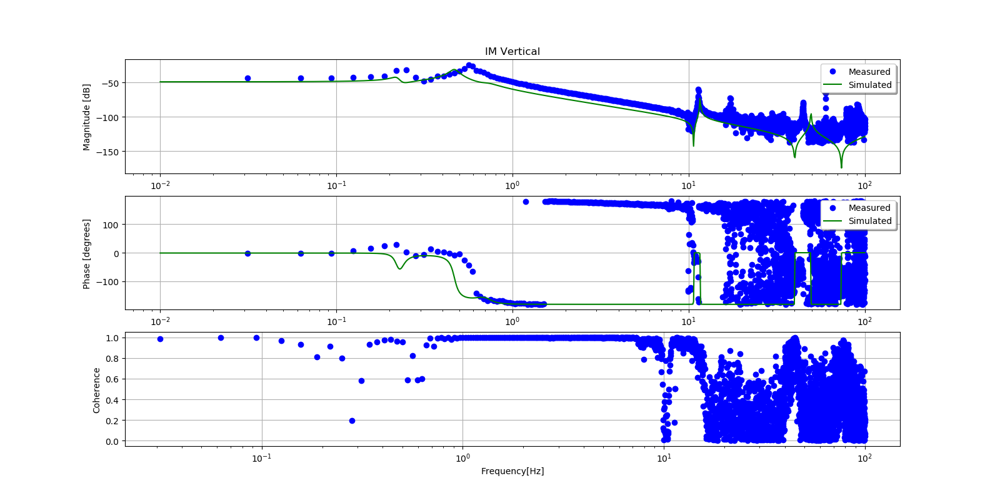 IM Vertical
Magnitude [dB]
−50
−100
−150
Measured
Simulated
10⁻² 10⁻¹ 10⁰ 10¹ 10²
Phase [degrees]
100
0
−100
Measured
Simulated
10⁻² 10⁻¹ 10⁰ 10¹ 10²
Coherence
1.0
0.8
0.6
0.4
0.2
0.0
10⁻¹ 10⁰ 10¹ 10²
Frequency[Hz]